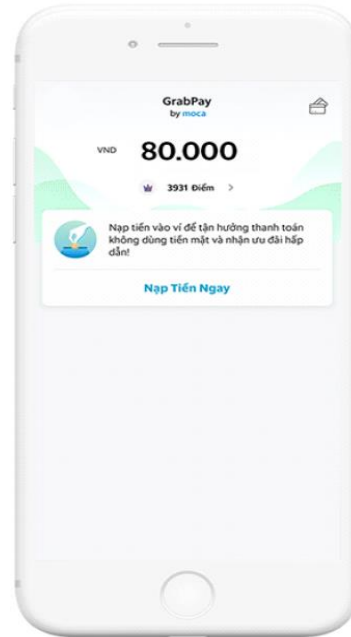 GrabPay
by moca
VND 80.000
3931 Điểm >
Nạp tiền vào ví để tận hưởng thanh toán
không dùng tiền mặt và nhận ưu đãi hấp
dẫn!
Nạp Tiền Ngay